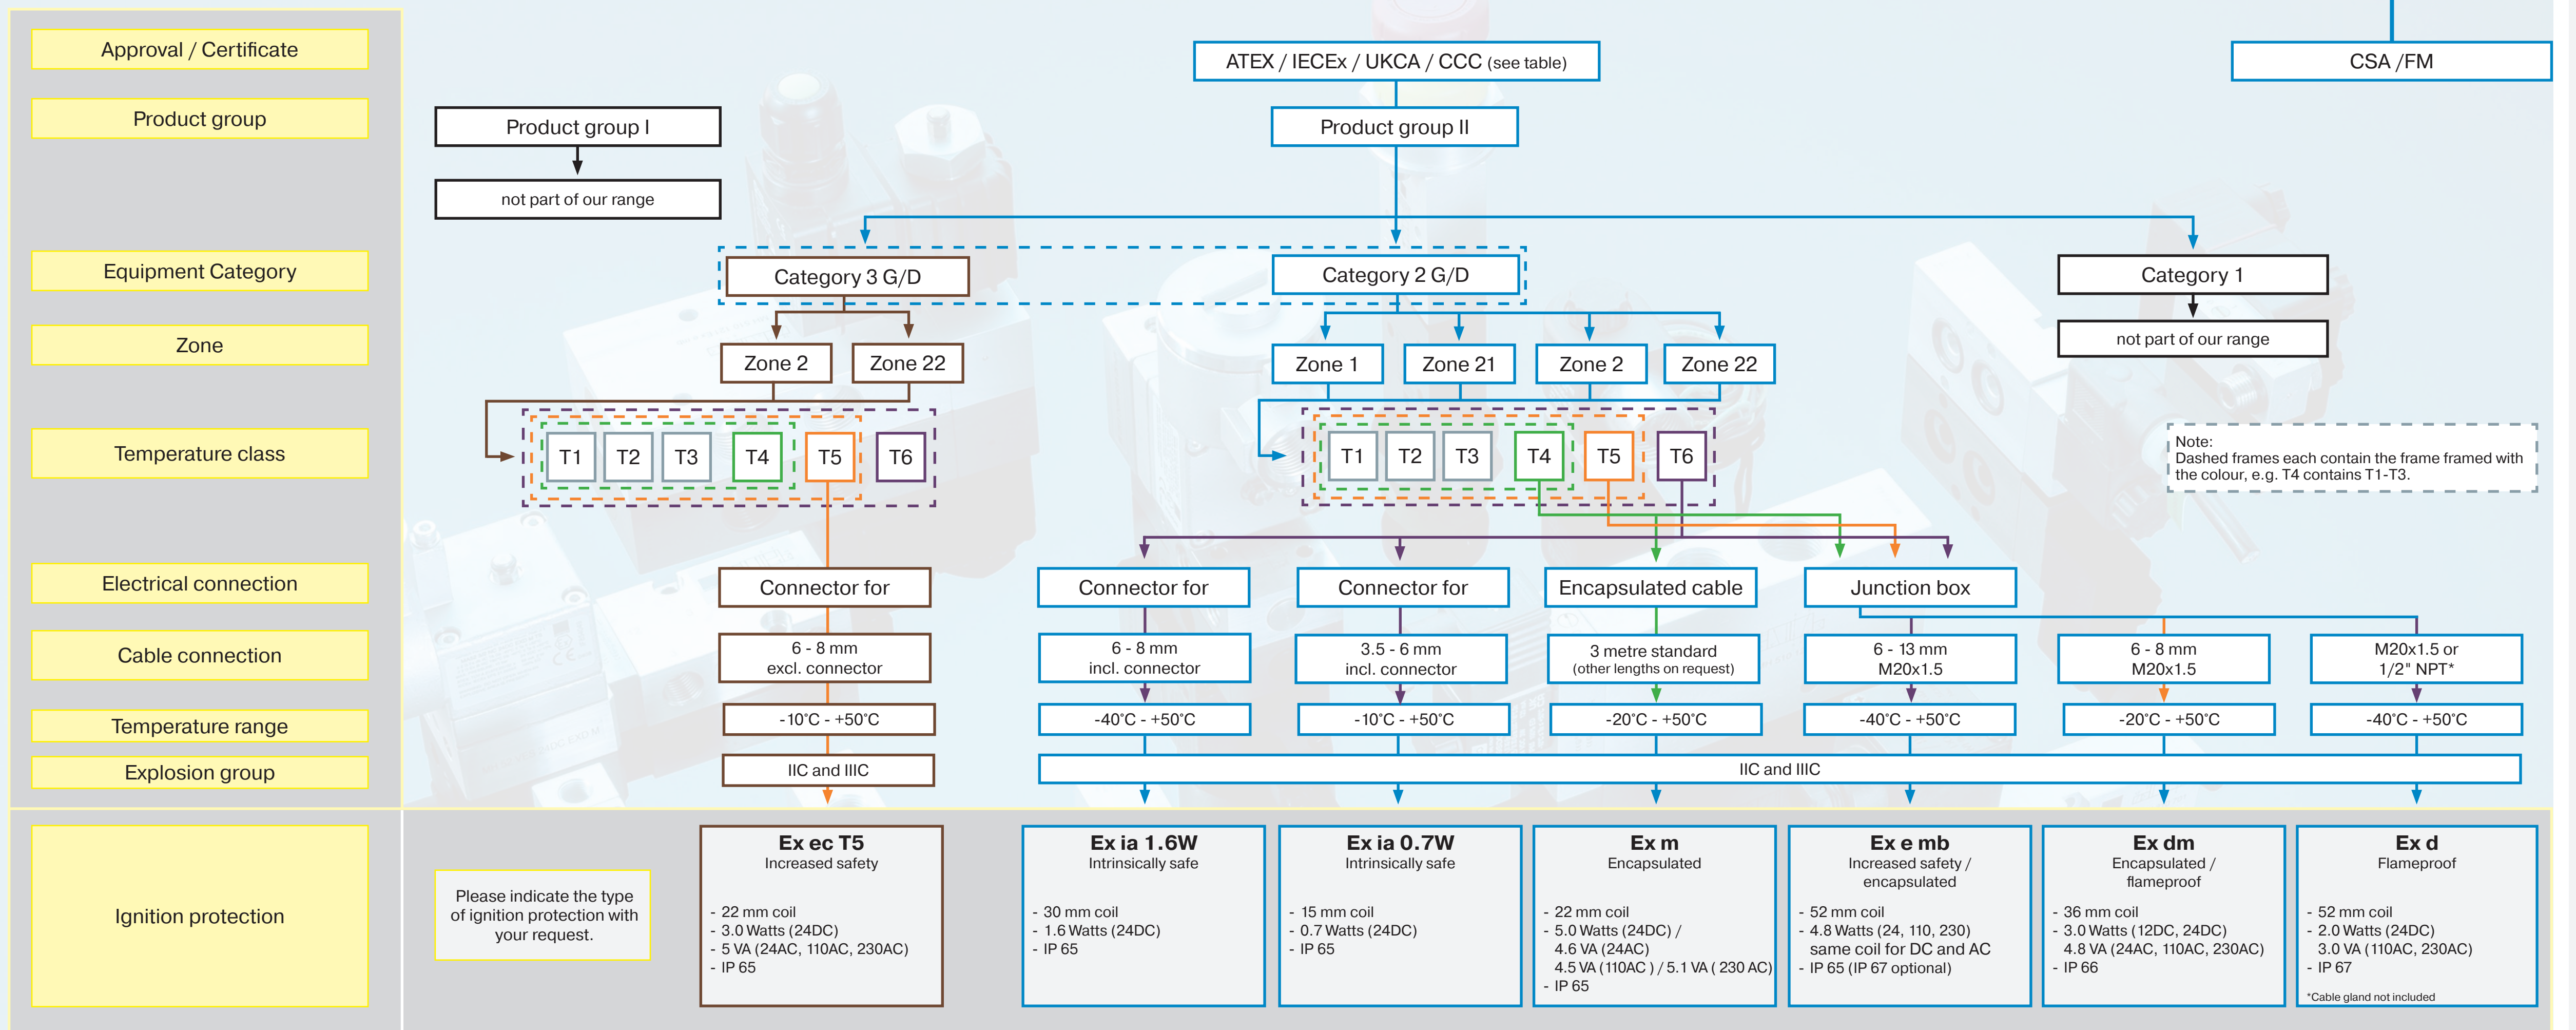 Approval / Certificate
ATEX / IECEx / UKCA / CCC (see table)
CSA /FM
Product group
Product group I
Product group II
not part of our range
Equipment Category
Category 3 G/D
Category 2 G/D
Category 1
not part of our range
Zone
Zone 2
Zone 22
Zone 1
Zone 21
Zone 2
Zone 22
Temperature class
T1
T2
T3
T4
T5
T6
T1
T2
T3
T4
T5
T6
Note:
Dashed frames each contain the frame framed with
the colour, e.g. T4 contains T1-T3.
Electrical connection
Connector for
Connector for
Connector for
Encapsulated cable
Junction box
Cable connection
6 - 8 mm
excl. connector
6 - 8 mm
incl. connector
3.5 - 6 mm
incl. connector
3 metre standard
(other lengths on request)
6 - 13 mm
M20x1.5
6 - 8 mm
M20x1.5
M20x1.5 or
1/2" NPT*
Temperature range
-10°C - +50°C
-40°C - +50°C
-10°C - +50°C
-20°C - +50°C
-40°C - +50°C
-20°C - +50°C
-40°C - +50°C
Explosion group
IIC and IIIC
IIC and IIIC
Ignition protection
Please indicate the type
of ignition protection with
your request.
Ex ec T5
Increased safety
- 22 mm coil
- 3.0 Watts (24DC)
- 5 VA (24AC, 110AC, 230AC)
- IP 65
Ex ia 1.6W
Intrinsically safe
- 30 mm coil
- 1.6 Watts (24DC)
- IP 65
Ex ia 0.7W
Intrinsically safe
- 15 mm coil
- 0.7 Watts (24DC)
- IP 65
Ex m
Encapsulated
- 22 mm coil
- 5.0 Watts (24DC) /
4.6 VA (24AC)
4.5 VA (110AC ) / 5.1 VA ( 230 AC)
- IP 65
Ex e mb
Increased safety /
encapsulated
- 52 mm coil
- 4.8 Watts (24, 110, 230)
same coil for DC and AC
- IP 65 (IP 67 optional)
Ex dm
Encapsulated /
flameproof
- 36 mm coil
- 3.0 Watts (12DC, 24DC)
4.8 VA (24AC, 110AC, 230AC)
- IP 66
Ex d
Flameproof
- 52 mm coil
- 2.0 Watts (24DC)
3.0 VA (110AC, 230AC)
- IP 67
*Cable gland not included